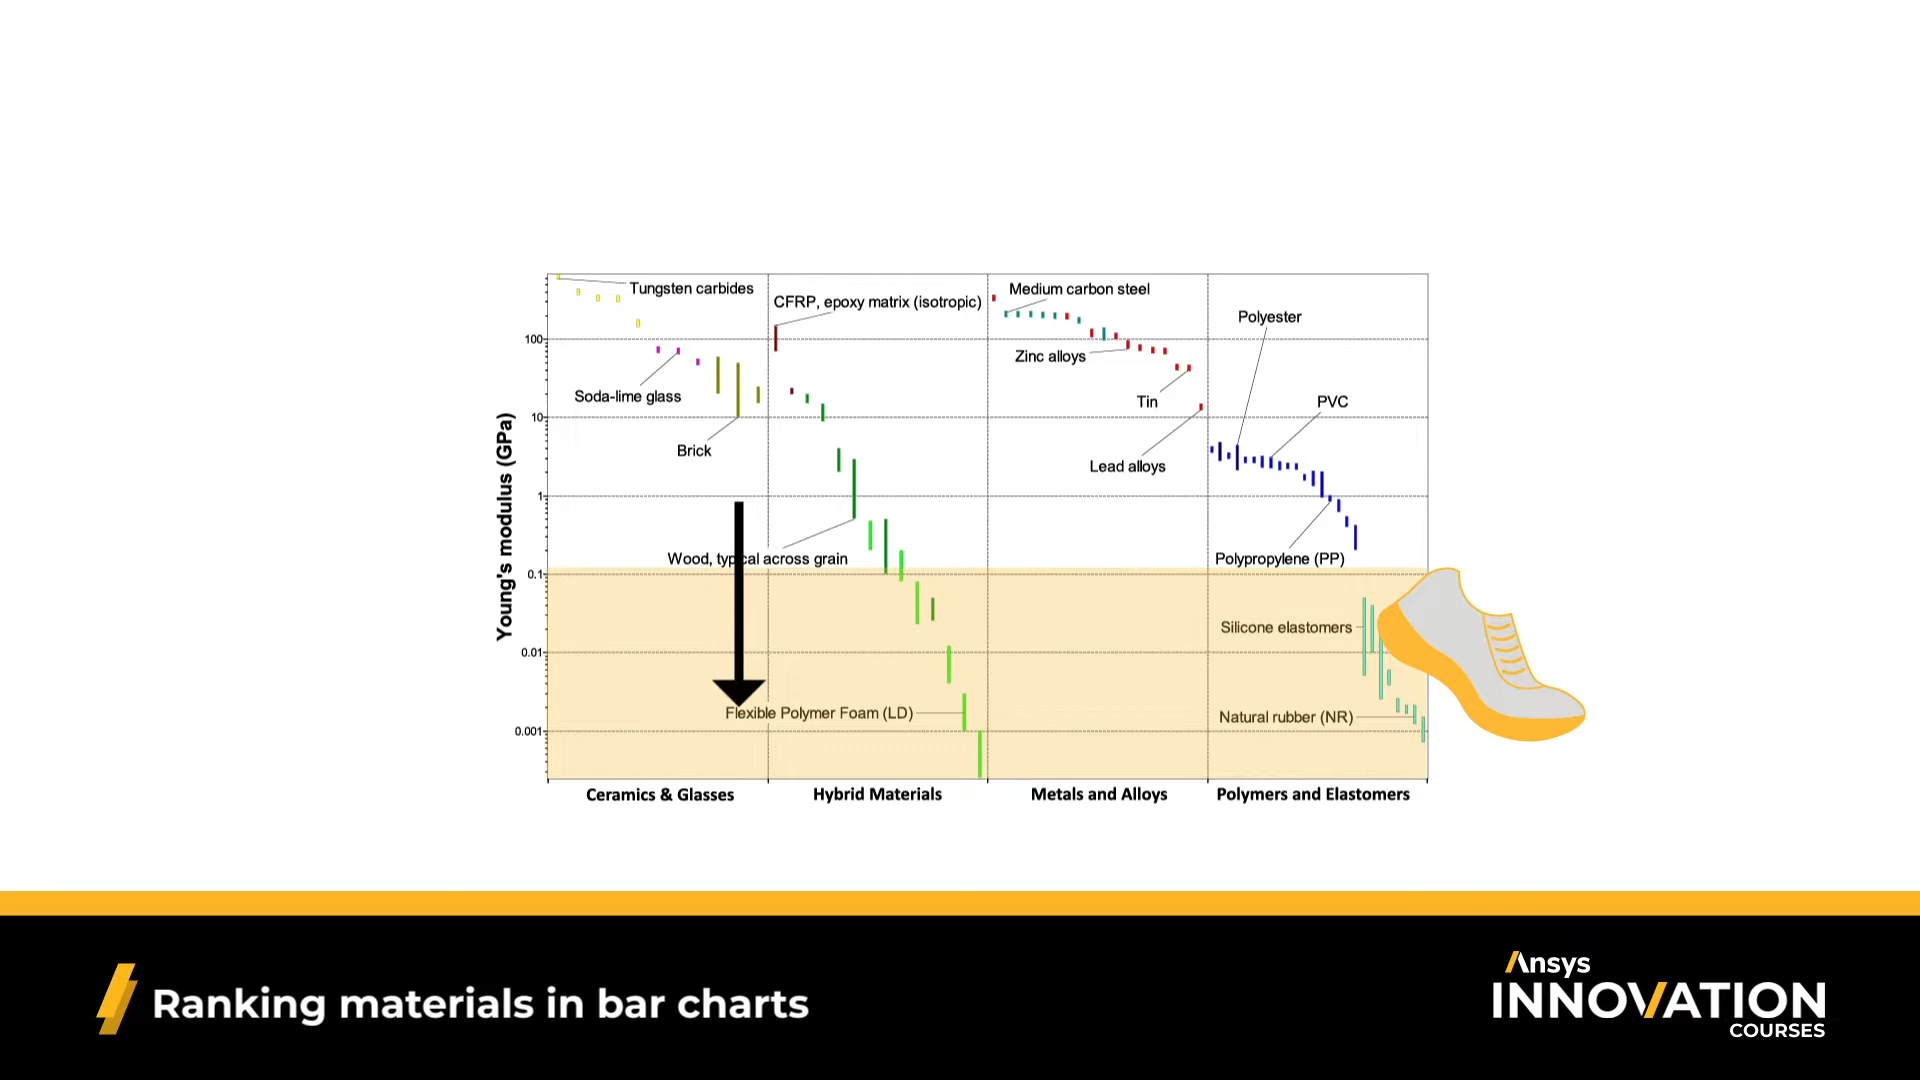 Tungsten carbides
Medium carbon steel
CFRP, epoxy matrix (isotropic)
Polyester
100
Zinc alloys
Soda-lime glass
Tin
PVC
10
Brick
Lead alloys
Young's modulus (GPa)
1
Wood, typical across grain
Polypropylene (PP)
0.1
Silicone elastomers
0.01
Flexible Polymer Foam (LD)
Natural rubber (NR)
0.001
Ceramics & Glasses
Hybrid Materials
Metals and Alloys
Polymers and Elastomers
Ranking materials in bar charts
Ansys
INNOVATION
COURSES